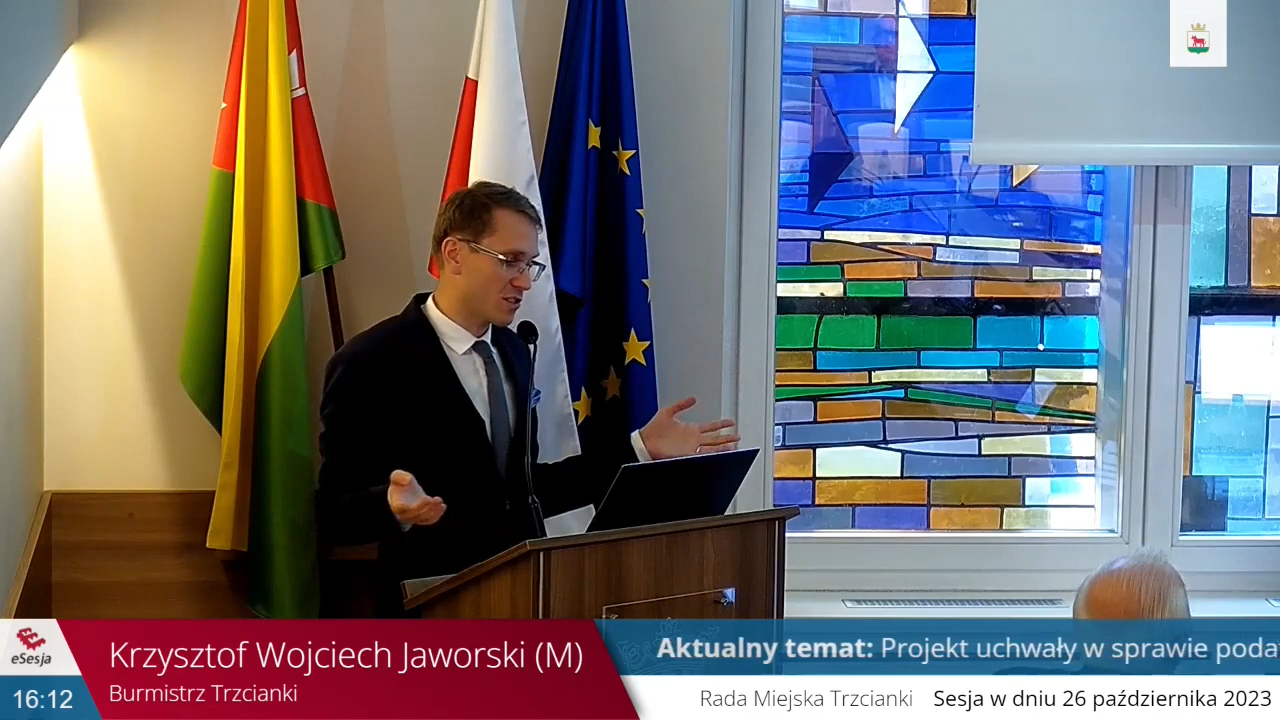 Krzysztof Wojciech Jaworski (M)
Burmistrz Trzcianki
eSesja
16:12
Aktualny temat: Projekt uchwały w sprawie
Rada Miejska Trzcianki Sesja w dniu 26 października 2023